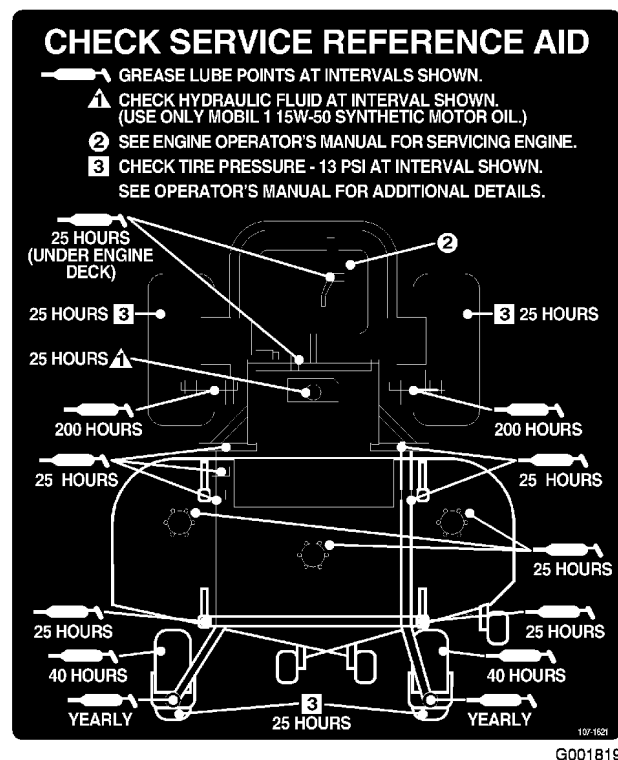 CHECK SERVICE REFERENCE AID
GREASE LUBE POINTS AT INTERVALS SHOWN.
1 CHECK HYDRAULIC FLUID AT INTERVAL SHOWN.
(USE ONLY MOBIL 1 15W-50 SYNTHETIC MOTOR OIL.)
2 SEE ENGINE OPERATOR'S MANUAL FOR SERVICING ENGINE.
3 CHECK TIRE PRESSURE - 13 PSI AT INTERVAL SHOWN.
SEE OPERATOR'S MANUAL FOR ADDITIONAL DETAILS.
25 HOURS
(UNDER ENGINE
DECK)
2
25 HOURS 3
3 25 HOURS
25 HOURS 1
200 HOURS
200 HOURS
25 HOURS
25 HOURS
25 HOURS
25 HOURS
25 HOURS
40 HOURS
40 HOURS
YEARLY
3
25 HOURS
YEARLY
107-1621
G001819